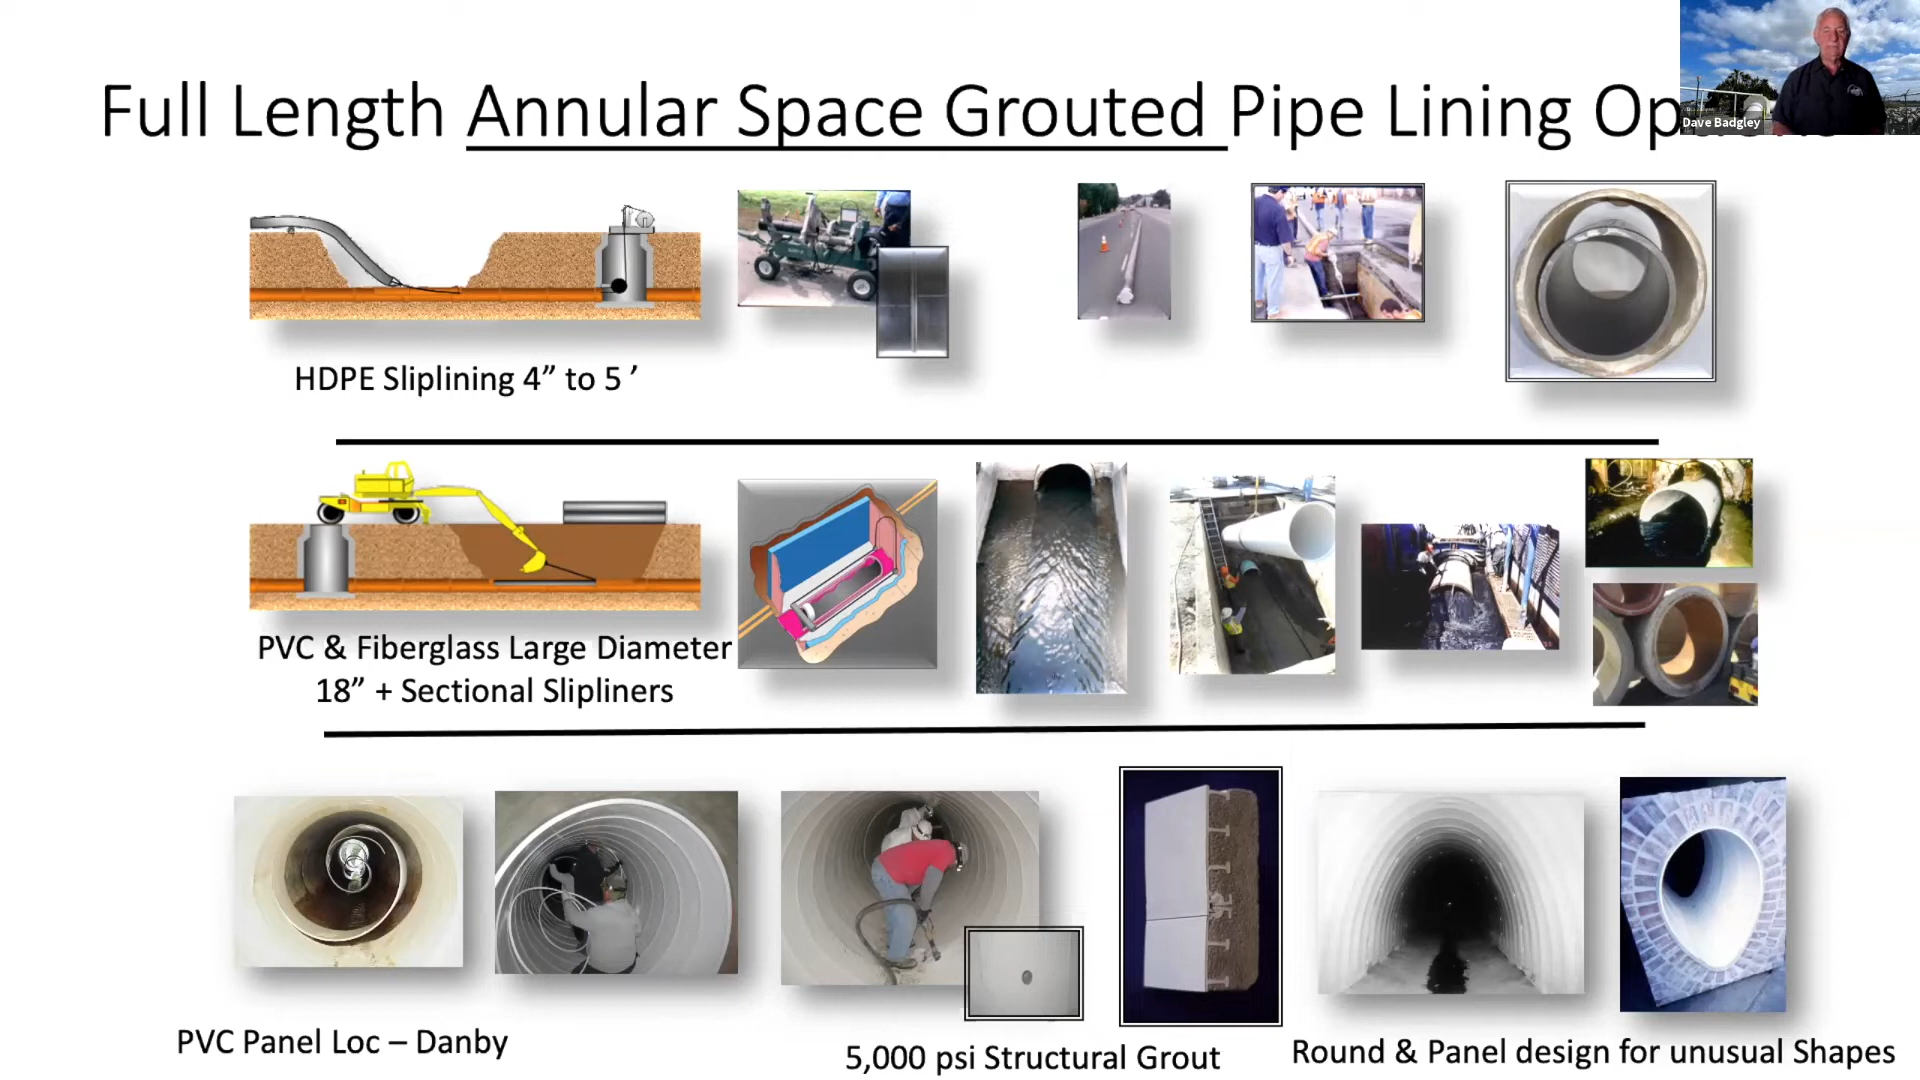 Full Length Annular Space Grouted Pipe Lining
Dave Badgley
HDPE Sliplining 4” to 5 ’
PVC & Fiberglass Large Diameter
18” + Sectional Slipliners
PVC Panel Loc – Danby
5,000 psi Structural Grout
Round & Panel design for unusual Shapes